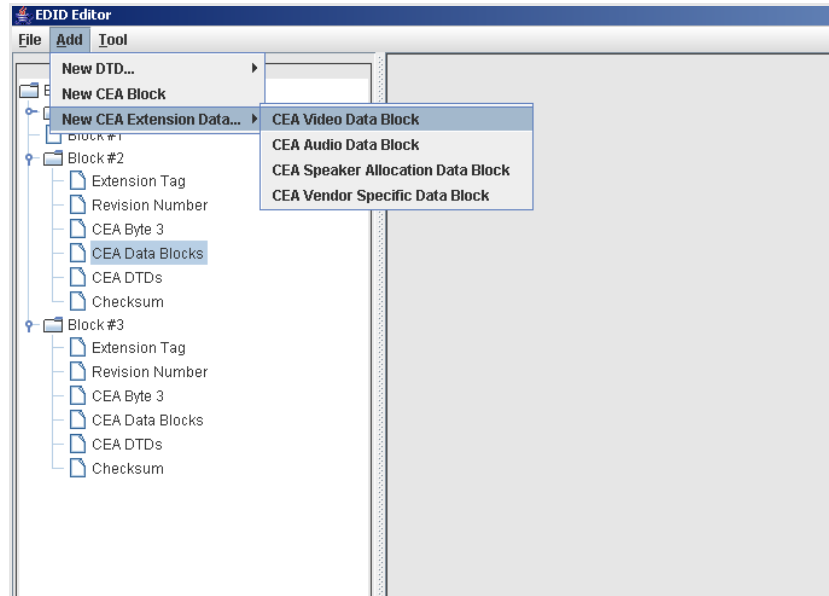 EDID Editor
File Add Tool
New DTD...
New CEA Block
New CEA Extension Data...
CEA Video Data Block
CEA Audio Data Block
CEA Speaker Allocation Data Block
CEA Vendor Specific Data Block
Block #1
Block #2
Extension Tag
Revision Number
CEA Byte 3
CEA Data Blocks
CEA DTDs
Checksum
Block #3
Extension Tag
Revision Number
CEA Byte 3
CEA Data Blocks
CEA DTDs
Checksum